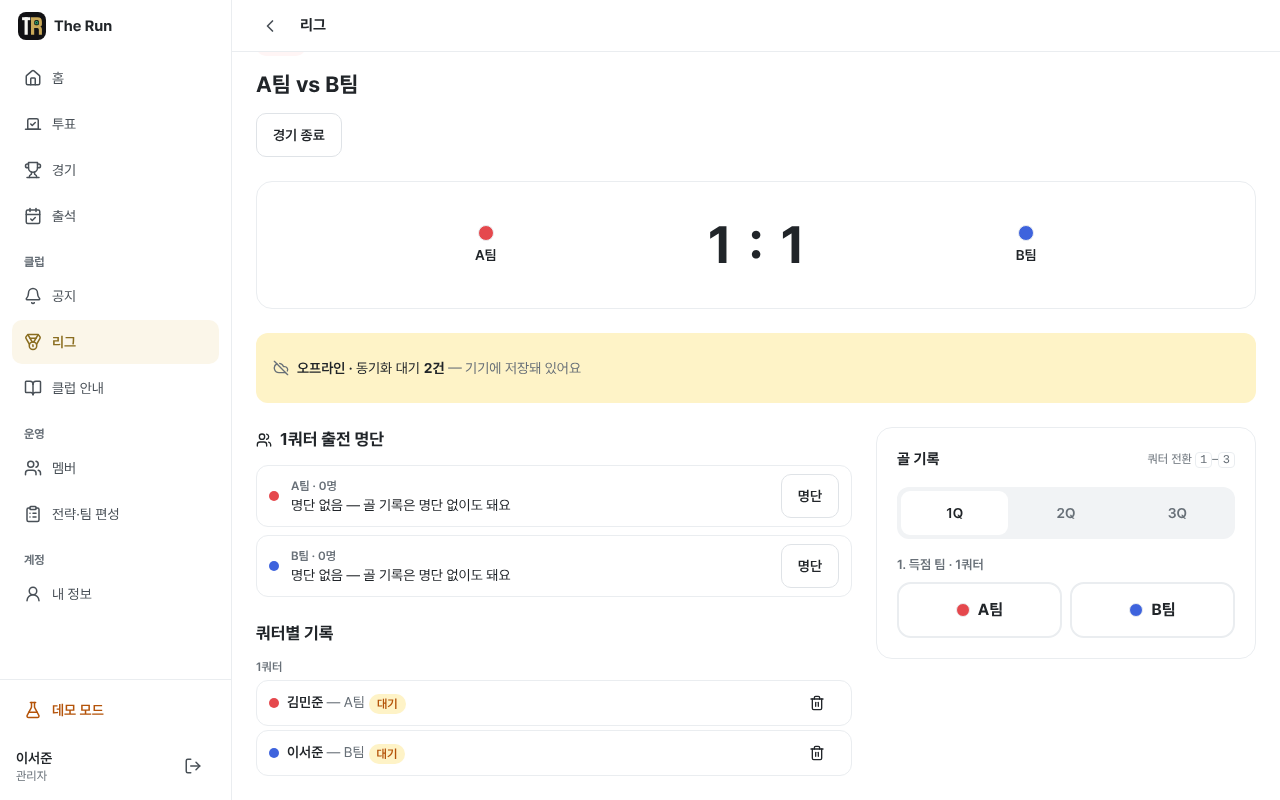 TR The Run
홈
투표
경기
출석
클럽
공지
리그
클럽 안내
운영
멤버
전략·팀 편성
계정
내 정보
데모 모드
이서준
관리자
리그
A팀 vs B팀
경기 종료
A팀
1 : 1
B팀
오프라인 · 동기화 대기 2건 — 기기에 저장돼 있어요
1쿼터 출전 명단
A팀 · 0명
명단 없음 — 골 기록은 명단 없이도 돼요
명단
B팀 · 0명
명단 없음 — 골 기록은 명단 없이도 돼요
명단
쿼터별 기록
1쿼터
김민준 — A팀 대기
이서준 — B팀 대기
골 기록
쿼터 전환 1–3
1Q 2Q 3Q
1. 득점 팀 · 1쿼터
A팀 B팀